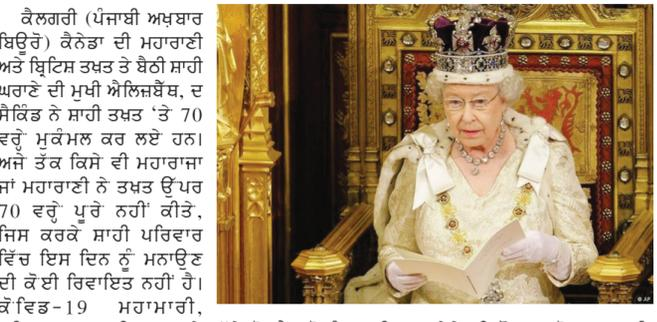 ਕੈਲਗਰੀ (ਪੰਜਾਬੀ ਅਖ਼ਬਾਰ
ਬਿਊਰੋ) ਕੈਨੇਡਾ ਦੀ ਮਹਾਰਾਣੀ
ਅਤੇ ਬ੍ਰਿਟਿਸ਼ ਤਖ਼ਤ ਤੇ ਬੈਠੀ ਸ਼ਾਹੀ
ਘਰਾਣੇ ਦੀ ਮੁਖੀ ਐਲਿਜ਼ਬੈੱਥ, ਦ
ਸੈਕਿੰਡ ਨੇ ਸ਼ਾਹੀ ਤਖ਼ਤ ‘ਤੇ 70
ਵਰ੍ਹੇ ਮੁਕੰਮਲ ਕਰ ਲਏ ਹਨ।
ਅਜੇ ਤੱਕ ਕਿਸੇ ਵੀ ਮਹਾਰਾਜਾ
ਜਾਂ ਮਹਾਰਾਣੀ ਨੇ ਤਖ਼ਤ ਉੱਪਰ
70 ਵਰ੍ਹੇ ਪੂਰੇ ਨਹੀਂ ਕੀਤੇ,
ਜਿਸ ਕਰਕੇ ਸ਼ਾਹੀ ਪਰਿਵਾਰ
ਵਿੱਚ ਇਸ ਦਿਨ ਨੂੰ ਮਨਾਉਣ
ਦੀ ਕੋਈ ਰਿਵਾਇਤ ਨਹੀਂ ਹੈ।
ਕੋਵਿਡ-19 ਮਹਾਮਾਰੀ,
© AP